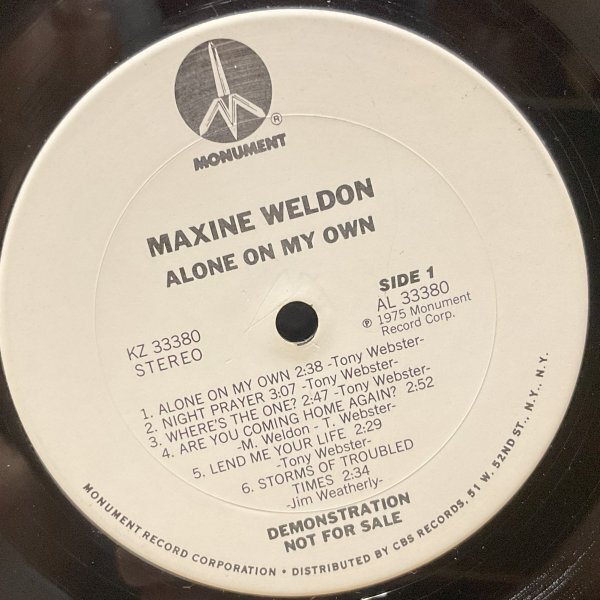 ®
MONUMENT
MAXINE WELDON
ALONE ON MY OWN
SIDE 1
AL 33380
℗ 1975 Monument
Record Corp.
KZ 33380
STEREO
1. ALONE ON MY OWN 2:38 -Tony Webster-
2. NIGHT PRAYER 3:07 -Tony Webster-
3. WHERE'S THE ONE? 2:47 -Tony Webster-
4. ARE YOU COMING HOME AGAIN? 2:52
-M. Weldon - T. Webster-
5. LEND ME YOUR LIFE 2:29
-Tony Webster-
6. STORMS OF TROUBLED
TIMES 2:34
-Jim Weatherly-
DEMONSTRATION
NOT FOR SALE
MONUMENT RECORD CORPORATION • DISTRIBUTED BY CBS RECORDS, 51 W. 52ND ST., N.Y., N.Y.